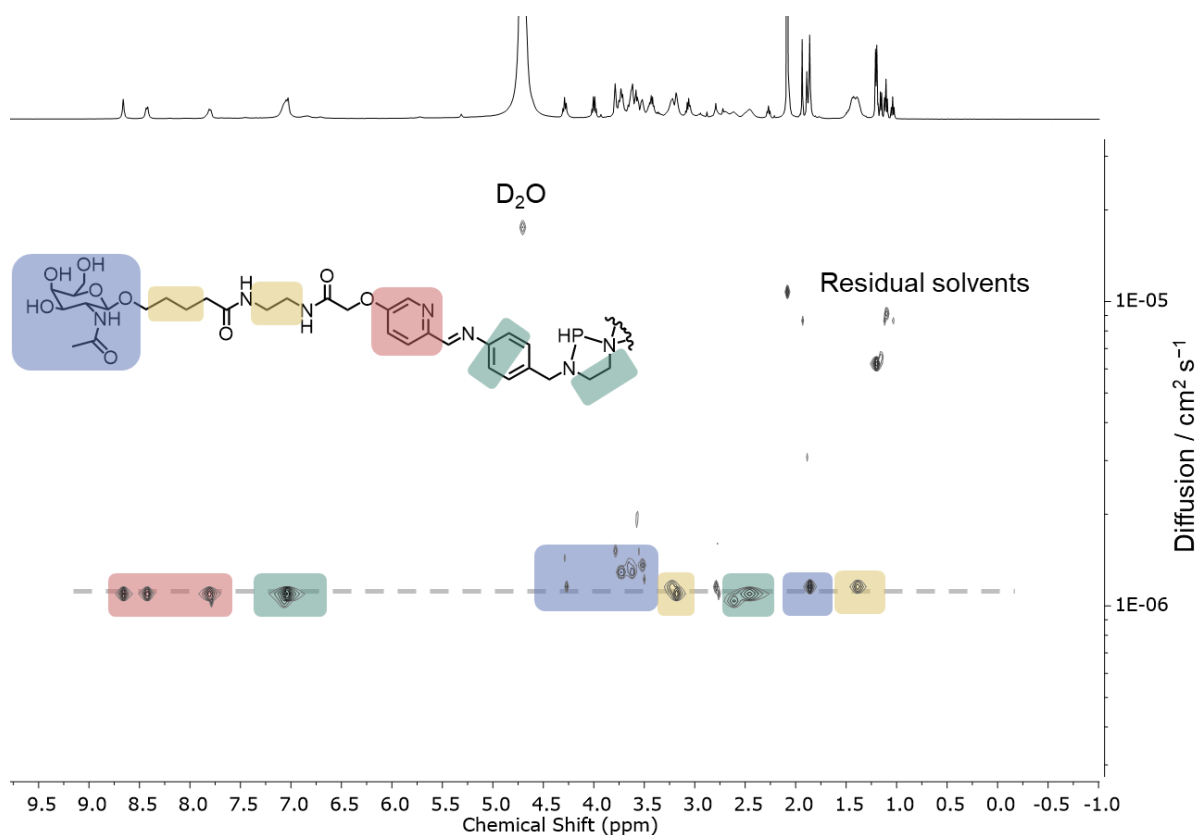 D₂O
Residual solvents
OH OH
HO
O
O
NH
O
N
H
O
H
N
O
O
N
N
HP
N
N
1E-05
1E-06
Diffusion / cm² s⁻¹
9.5 9.0 8.5 8.0 7.5 7.0 6.5 6.0 5.5 5.0 4.5 4.0 3.5 3.0 2.5 2.0 1.5 1.0 0.5 0.0 -0.5 -1.0
Chemical Shift (ppm)